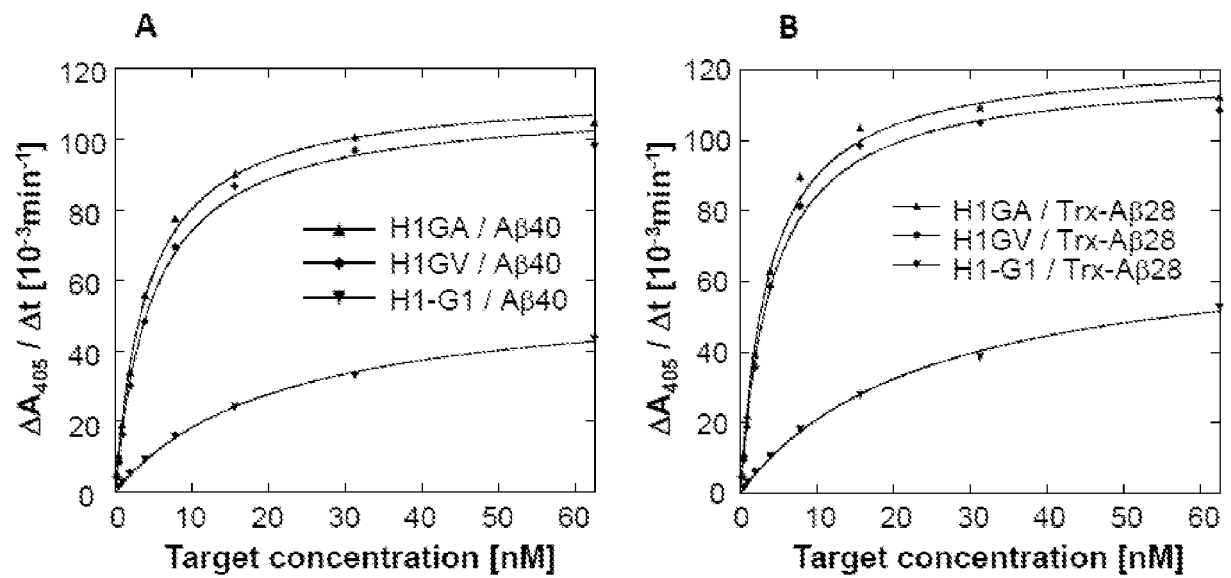 A
ΔA₄₀₅ / Δt [10⁻³min⁻¹]
120
100
80
60
40
20
0
H1GA / Aβ40
H1GV / Aβ40
H1-G1 / Aβ40
0 10 20 30 40 50 60
Target concentration [nM]
B
ΔA₄₀₅ / Δt [10⁻³min⁻¹]
120
100
80
60
40
20
0
H1GA / Trx-Aβ28
H1GV / Trx-Aβ28
H1-G1 / Trx-Aβ28
0 10 20 30 40 50 60
Target concentration [nM]